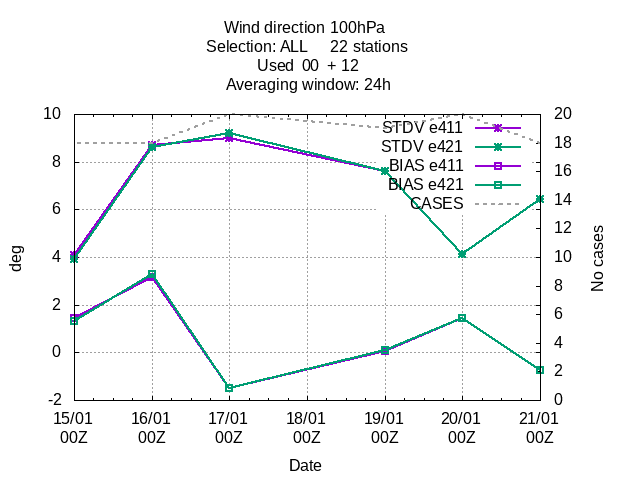 Wind direction 100hPa
Selection: ALL 22 stations
Used 00 + 12
Averaging window: 24h
10 20
STDV e411
18
STDV e421
8
BIAS e411
16
BIAS e421
14
CASES
6
12
deg
4 10
No cases
8
2
6
4
0
2
-2 0
15/01 16/01 17/01 18/01 19/01 20/01 21/01
00Z 00Z 00Z 00Z 00Z 00Z 00Z
Date